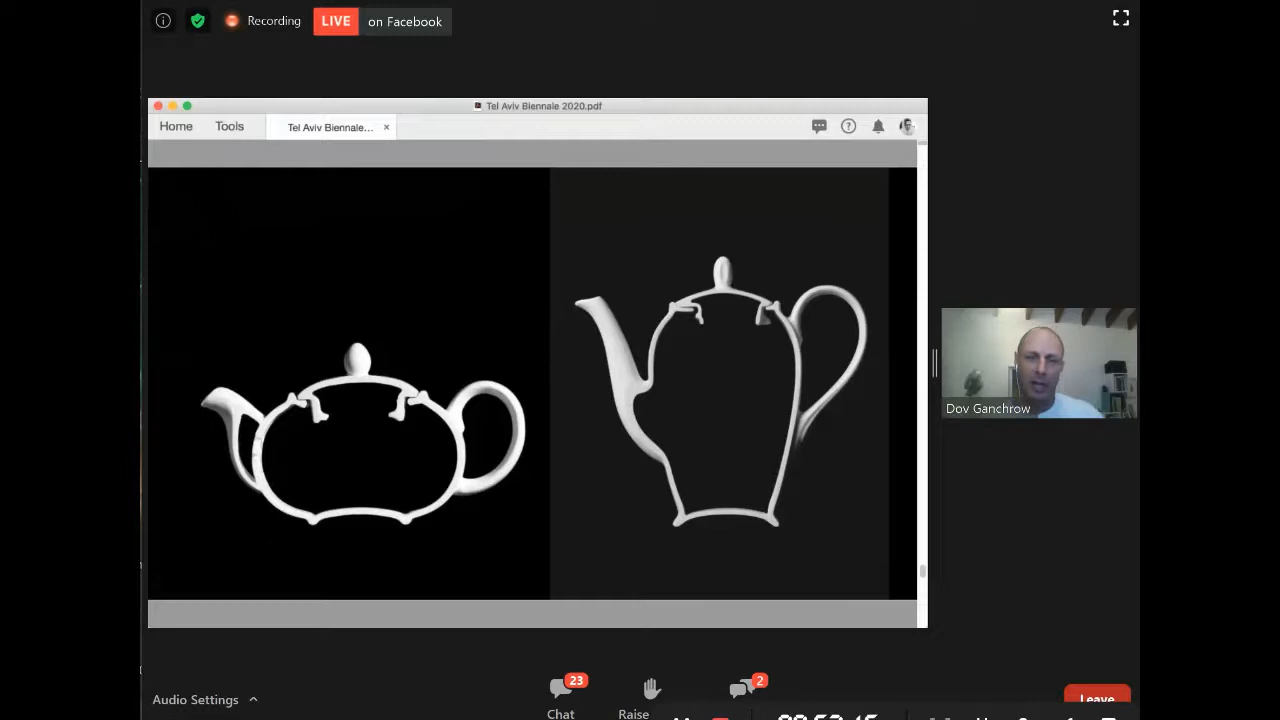 Recording
LIVE on Facebook
Tel Aviv Biennale 2020.pdf
Home Tools Tel Aviv Biennale... ×
Dov Ganchrow
23
2
Audio Settings
Chat
Raise
Leave